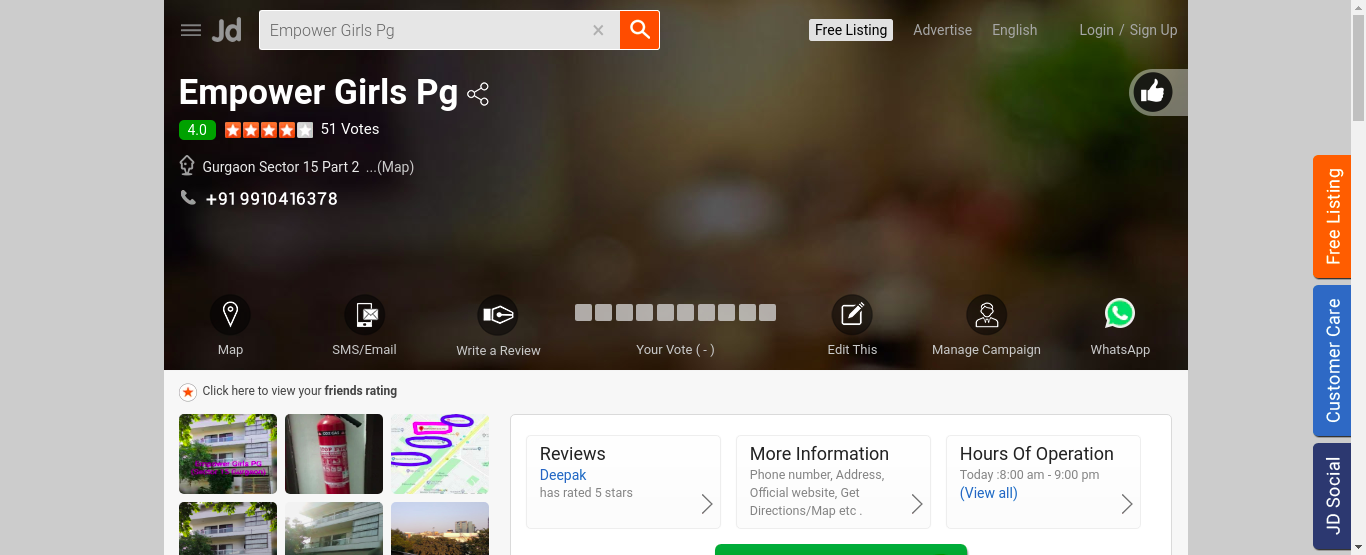 Jd
Empower Girls Pg
Free Listing
Advertise
English
Login / Sign Up
Empower Girls Pg
4.0
51 Votes
Gurgaon Sector 15 Part 2 ...(Map)
+91 9910416378
Map
SMS/Email
Write a Review
Your Vote ( - )
Edit This
Manage Campaign
WhatsApp
Click here to view your friends rating
Empower Girls PG
Reviews
Deepak
has rated 5 stars
More Information
Phone number, Address,
Official website, Get
Directions/Map etc .
Hours Of Operation
Today :8:00 am - 9:00 pm
(View all)
Free Listing
Customer Care
JD Social